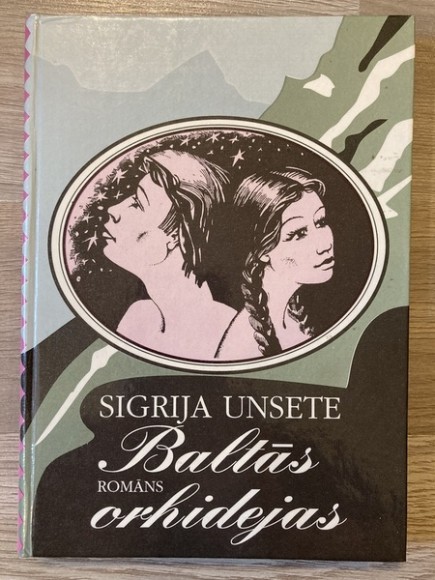 SIGRIJA UNSETE
Baltās
ROMĀNS
orhidejas